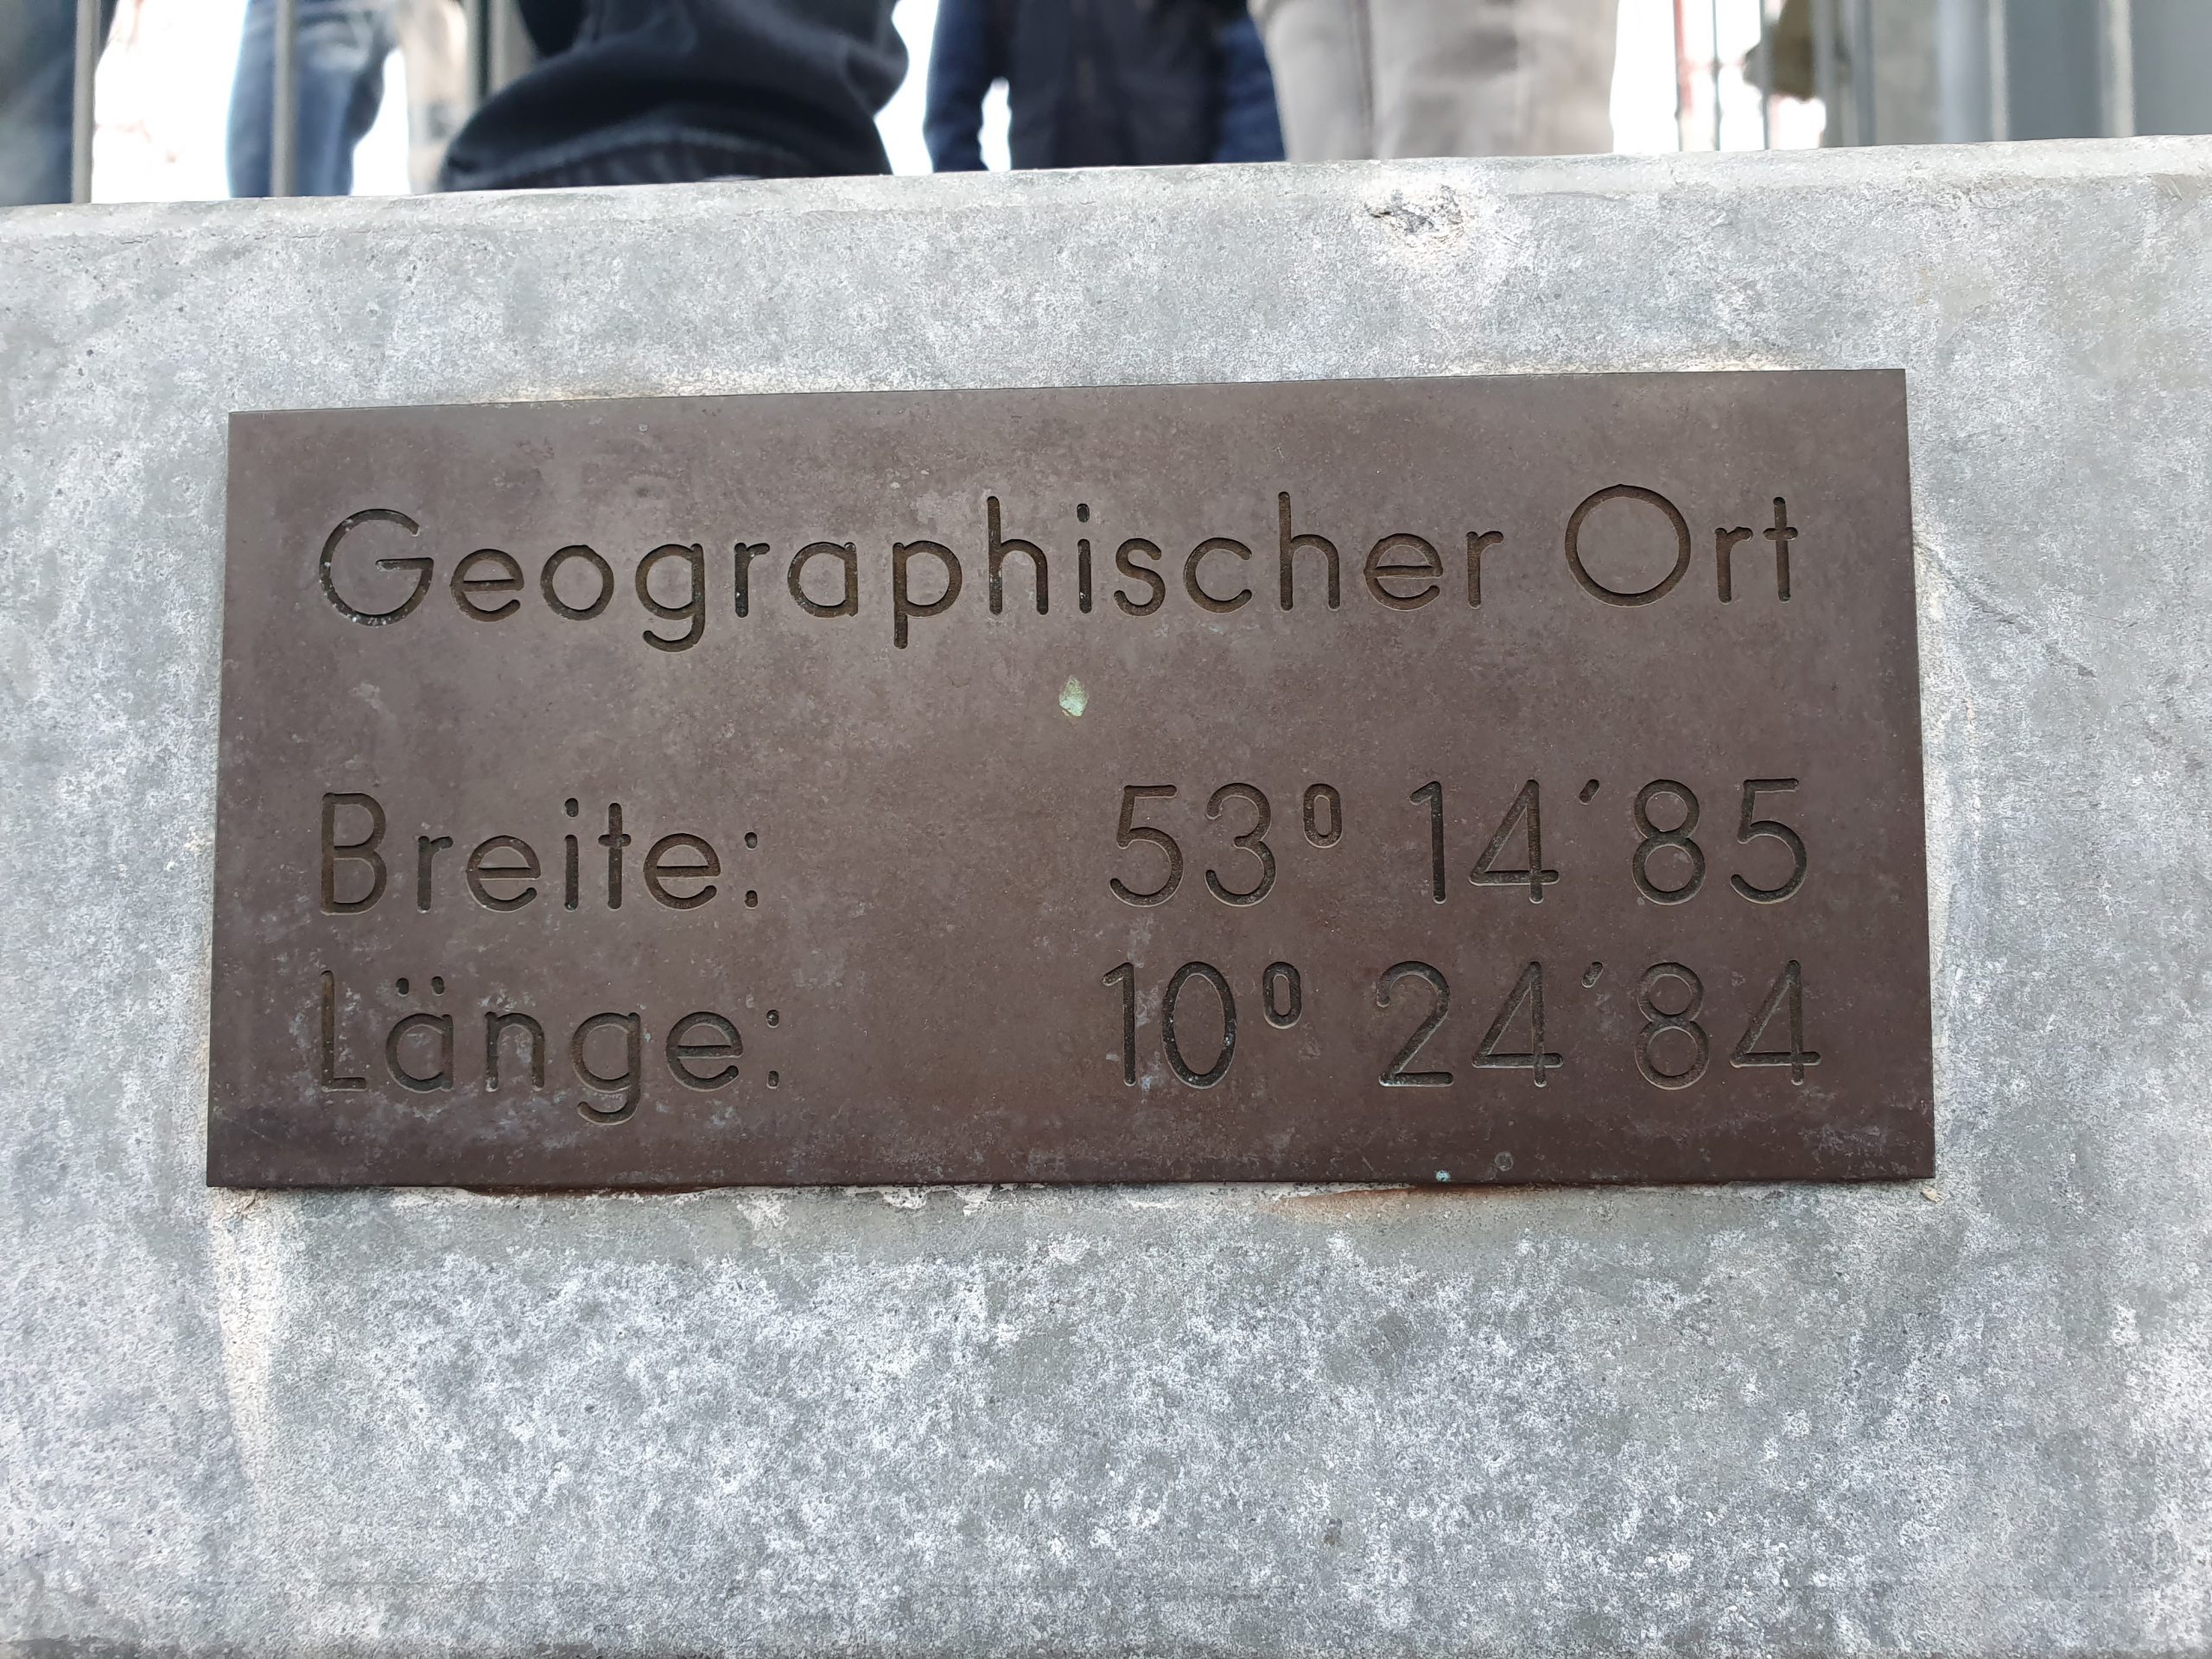 Geographischer Ort
Breite: 53° 14´85
Länge: 10° 24´84